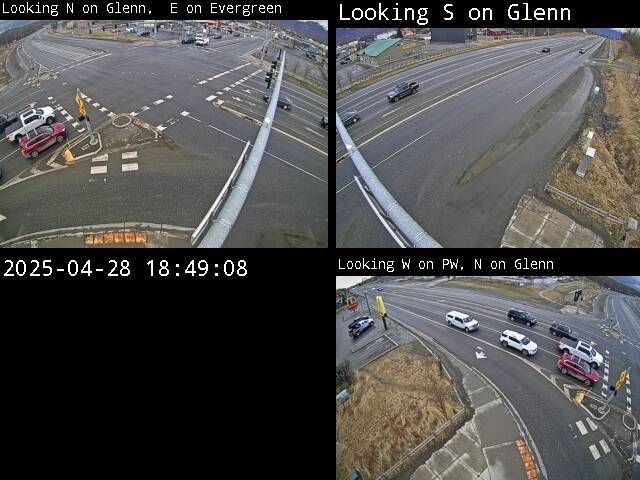 Looking N on Glenn, E on Evergreen
Looking S on Glenn
2025-04-28 18:49:08
Looking W on PW, N on Glenn